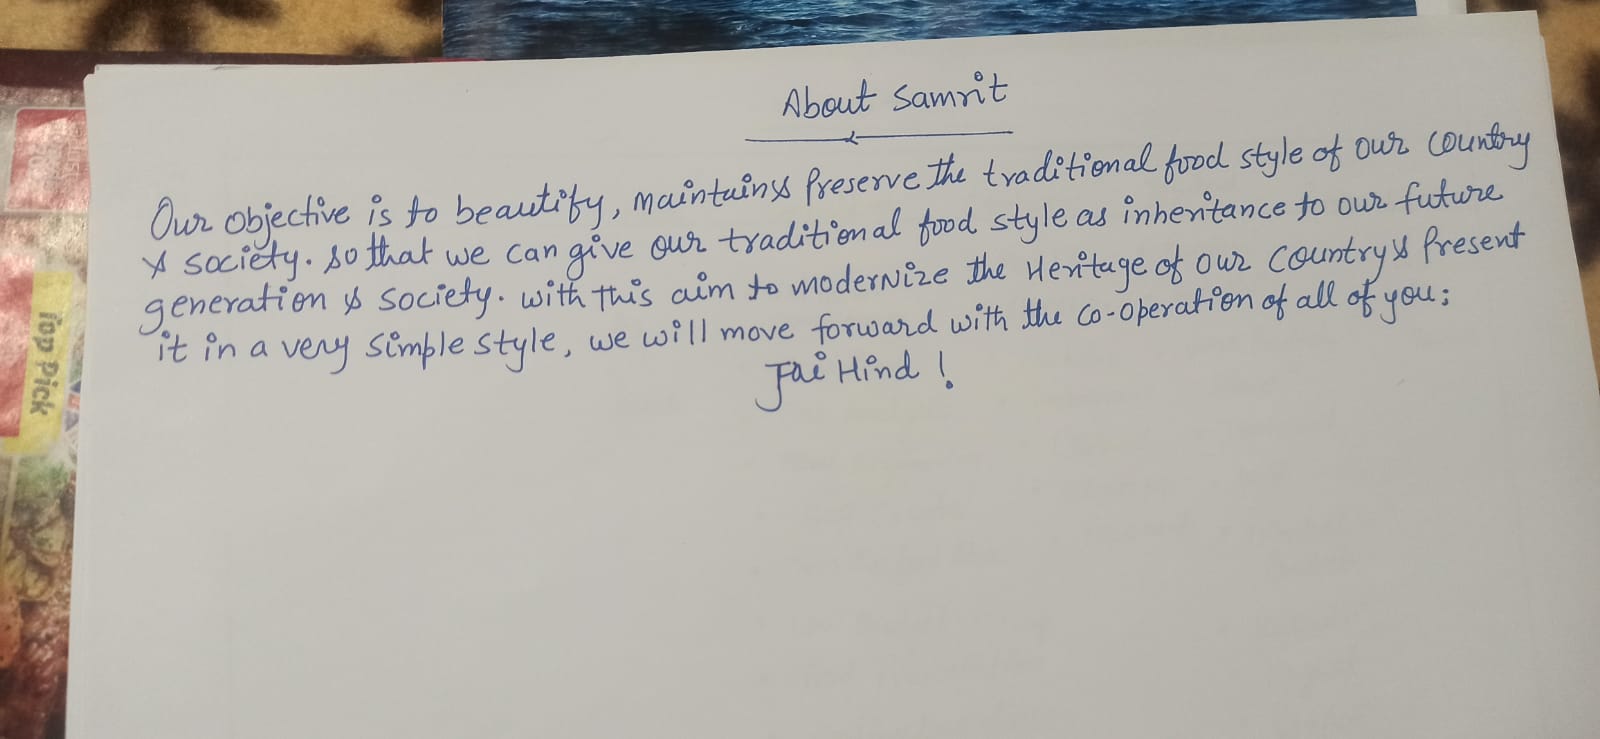 About Samrit
Our objective is to beautify, maintain & Preserve the traditional food style of our country
& society. so that we can give our traditional food style as inheritance to our future
generation & society. with this aim to modernize the Heritage of our country & Present
it in a very simple style, we will move forward with the co-operation of all of you;
Jai Hind !
Top Pick